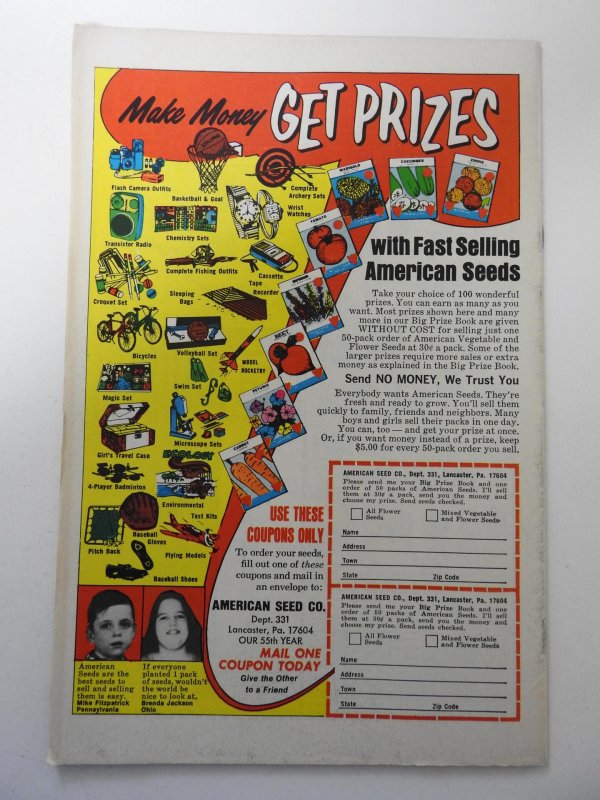 Make Money GET PRIZES
with Fast Selling
American Seeds
Take your choice of 100 wonderful
prizes. You can earn as many as you
want. Most prizes shown here and many
more in our Big Prize Book are given
WITHOUT COST for selling just one
50-pack order of American Vegetable and
Flower Seeds at 30¢ a pack. Some of the
larger prizes require more sales or extra
money as explained in the Big Prize Book.
Send NO MONEY, We Trust You
Everybody wants American Seeds. They're
fresh and ready to grow. You'll sell them
quickly to family, friends and neighbors. Many
boys and girls sell their packs in one day.
You can, too — and get your prize at once.
Or, if you want money instead of a prize, keep
$5.00 for every 50-pack order you sell.
Flash Camera Outfits
Basketball & Goal
Complete
Archery Sets
Wrist
Watches
Transistor Radio
Chemistry Sets
Complete Fishing Outfits
Cassette
Tape
Recorder
Croquet Set
Sleeping
Bags
Bicycles
Volleyball Set
MODEL
ROCKETRY
Swim Set
Magic Set
Microscope Sets
Girl's Travel Case
ECOLOGY
4-Player Badminton
Environmental
Test Kits
Baseball
Gloves
Pitch Back
Flying Models
Baseball Shoes
MARIGOLD
CUCUMBER
ZINNIA
TOMATO
BEET
PETUNIA
CARROT
USE THESE
COUPONS ONLY
To order your seeds,
fill out one of these
coupons and mail in
an envelope to:
AMERICAN SEED CO.
Dept. 331
Lancaster, Pa. 17604
OUR 55th YEAR
MAIL ONE
COUPON TODAY
Give the Other
to a Friend
American
Seeds are the
best seeds to
sell and selling
them is easy.
Mike Fitzpatrick
Pennsylvania
If everyone
planted 1 pack
of seeds, wouldn't
the world be
nice to look at.
Brenda Jackson
Ohio
AMERICAN SEED CO., Dept. 331, Lancaster, Pa. 17604
Please send me your Big Prize Book and one
order of 50 packs of American Seeds. I'll sell
them at 30¢ a pack, send you the money and
choose my prize. Send seeds checked.
All Flower
Seeds
Mixed Vegetable
and Flower Seeds
Name
Address
Town
State Zip Code
AMERICAN SEED CO., Dept. 331, Lancaster, Pa. 17604
Please send me your Big Prize Book and one
order of 50 packs of American Seeds. I'll sell
them at 30¢ a pack, send you the money and
choose my prize. Send seeds checked.
All Flower
Seeds
Mixed Vegetable
and Flower Seeds
Name
Address
Town
State Zip Code